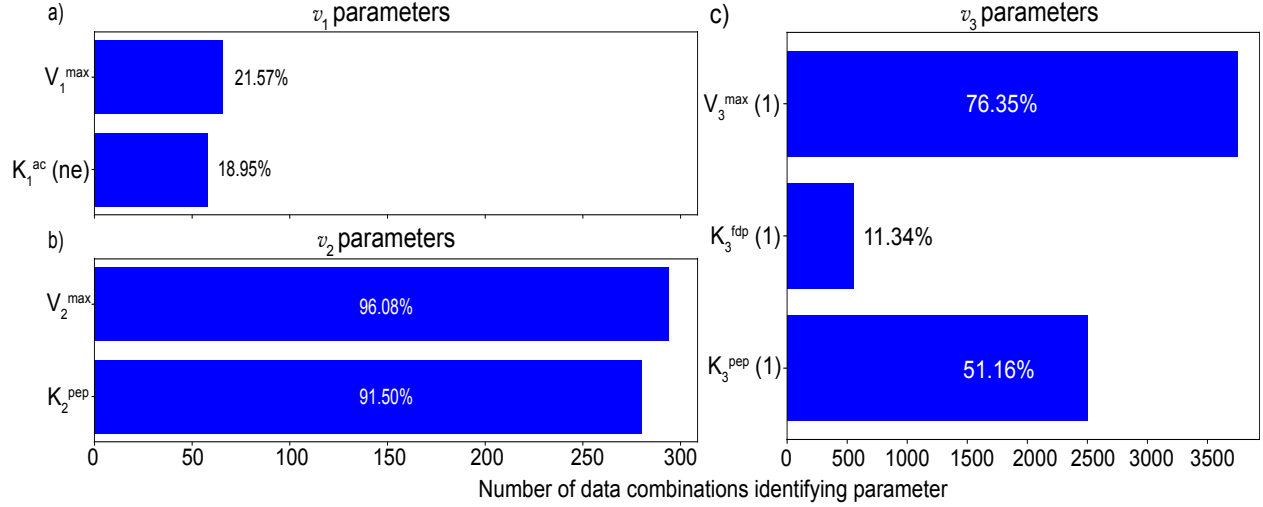 a) v₁ parameters
V₁ᵐᵃˣ
21.57%
K₁ᵃᶜ (ne)
18.95%
b) v₂ parameters
V₂ᵐᵃˣ
96.08%
K₂ᵖᵉᵖ
91.50%
0 50 100 150 200 250 300
c) v₃ parameters
V₃ᵐᵃˣ (1)
76.35%
K₃ᶠᵈᵖ (1)
11.34%
K₃ᵖᵉᵖ (1)
51.16%
0 500 1000 1500 2000 2500 3000 3500
Number of data combinations identifying parameter